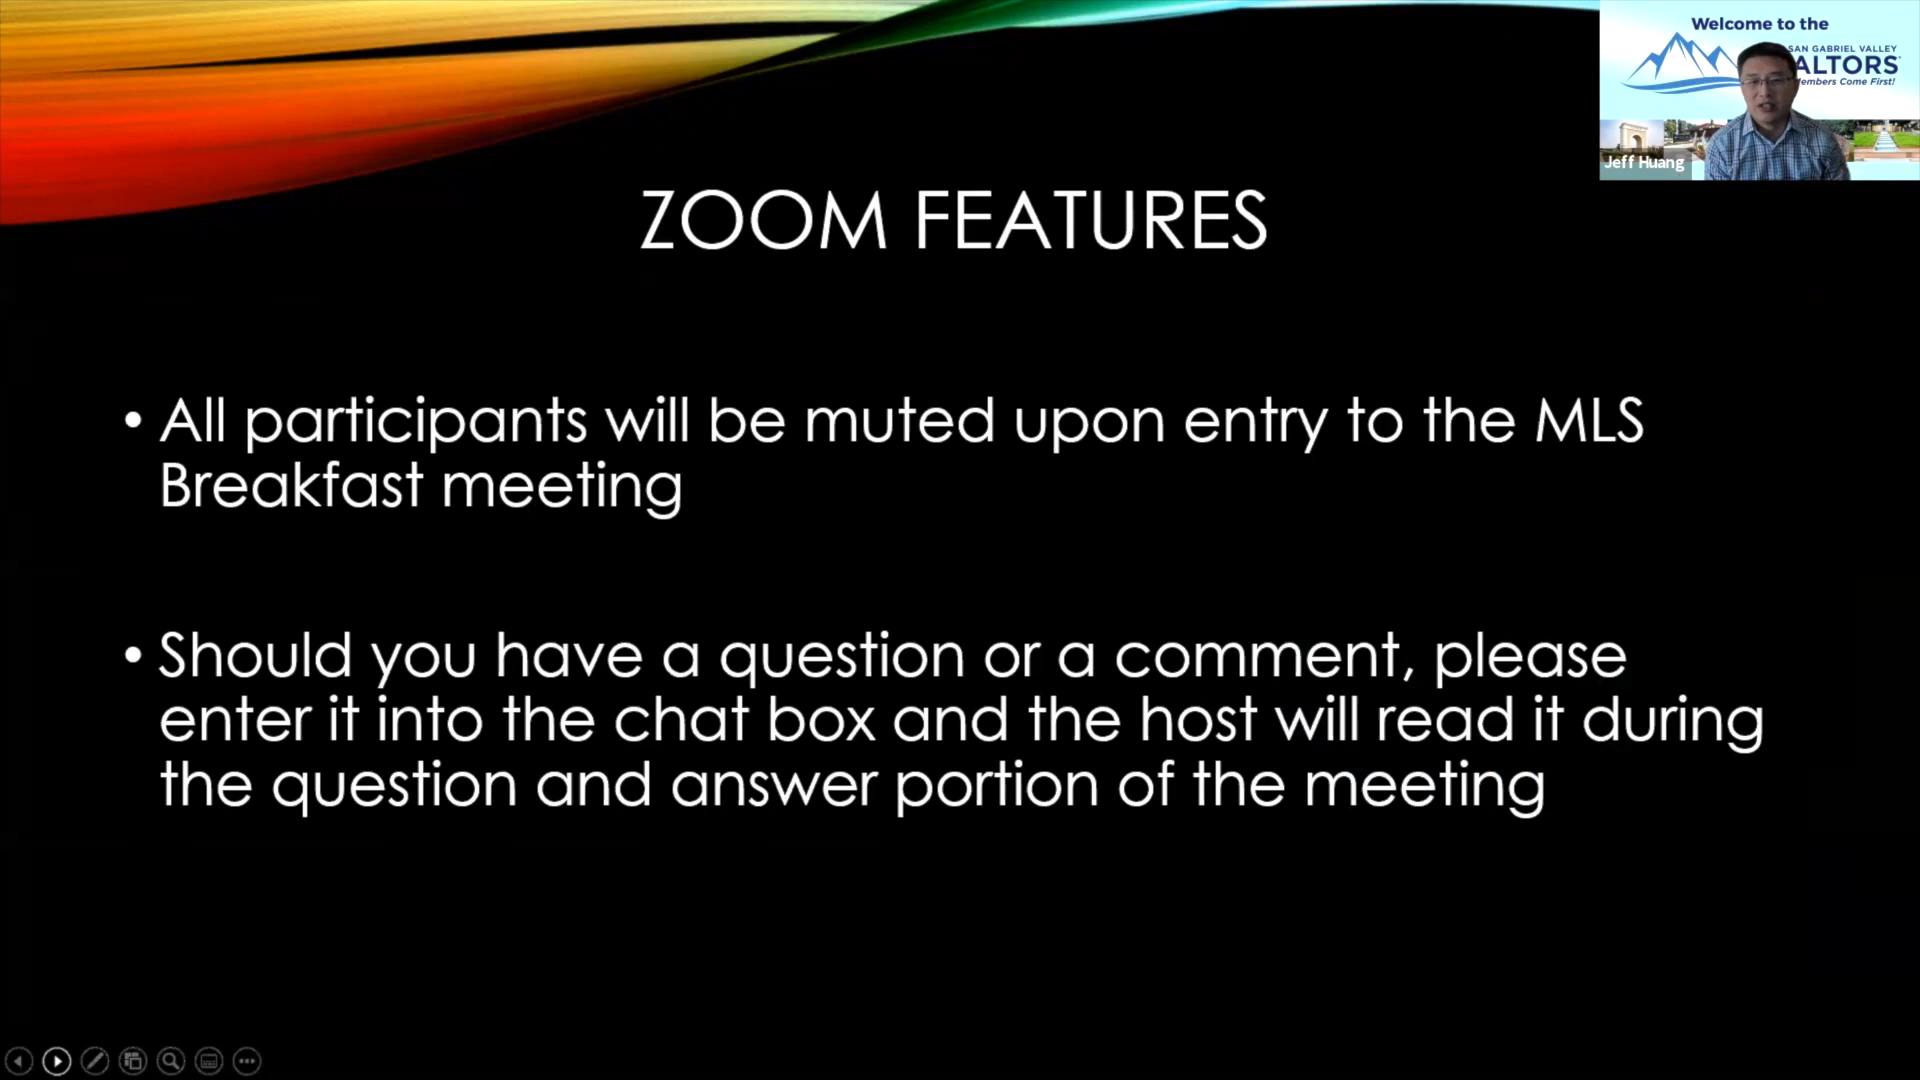 Welcome to the
SAN GABRIEL VALLEY
ALTORS
embers Come First!
Jeff Huang
ZOOM FEATURES
• All participants will be muted upon entry to the MLS
Breakfast meeting
• Should you have a question or a comment, please
enter it into the chat box and the host will read it during
the question and answer portion of the meeting